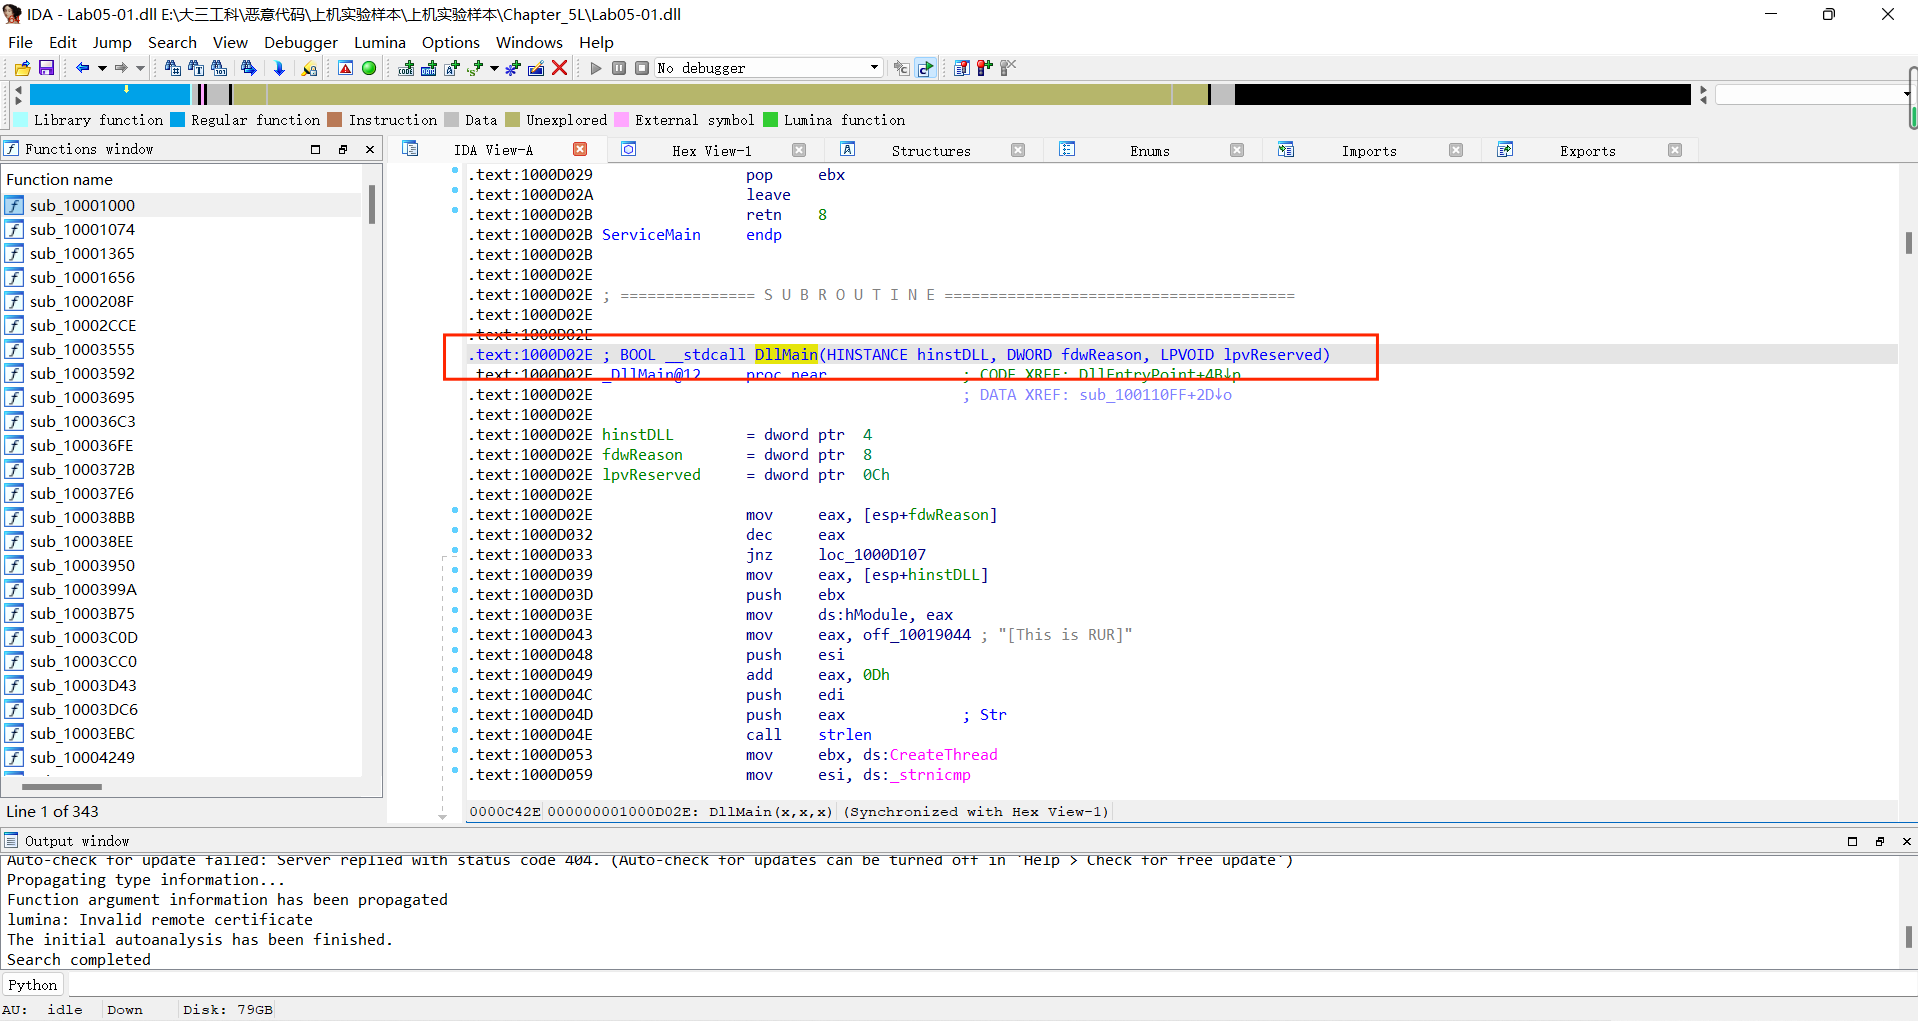 IDA - Lab05-01.dll E:\大三工科\恶意代码\上机实验样本\上机实验样本\Chapter_5L\Lab05-01.dll
File Edit Jump Search View Debugger Lumina Options Windows Help
No debugger
Library function Regular function Instruction Data Unexplored External symbol Lumina function
Functions window
IDA View-A Hex View-1 Structures Enums Imports Exports
Function name
sub_10001000
sub_10001074
sub_10001365
sub_10001656
sub_1000208F
sub_10002CCE
sub_10003555
sub_10003592
sub_10003695
sub_100036C3
sub_100036FE
sub_1000372B
sub_100037E6
sub_100038BB
sub_100038EE
sub_10003950
sub_1000399A
sub_10003B75
sub_10003C0D
sub_10003CC0
sub_10003D43
sub_10003DC6
sub_10003EBC
sub_10004249
Line 1 of 343
.text:1000D029 pop ebx
.text:1000D02A leave
.text:1000D02B retn 8
.text:1000D02B ServiceMain endp
.text:1000D02B
.text:1000D02E
.text:1000D02E ; =============== S U B R O U T I N E =======================================
.text:1000D02E
.text:1000D02E
.text:1000D02E ; BOOL __stdcall DllMain(HINSTANCE hinstDLL, DWORD fdwReason, LPVOID lpvReserved)
.text:1000D02E _DllMain@12 proc near ; CODE XREF: DllEntryPoint+4B↓p
.text:1000D02E ; DATA XREF: sub_100110FF+2D↓o
.text:1000D02E
.text:1000D02E hinstDLL = dword ptr 4
.text:1000D02E fdwReason = dword ptr 8
.text:1000D02E lpvReserved = dword ptr 0Ch
.text:1000D02E
.text:1000D02E mov eax, [esp+fdwReason]
.text:1000D032 dec eax
.text:1000D033 jnz loc_1000D107
.text:1000D039 mov eax, [esp+hinstDLL]
.text:1000D03D push ebx
.text:1000D03E mov ds:hModule, eax
.text:1000D043 mov eax, off_10019044 ; "[This is RUR]"
.text:1000D048 push esi
.text:1000D049 add eax, 0Dh
.text:1000D04C push edi
.text:1000D04D push eax ; Str
.text:1000D04E call strlen
.text:1000D053 mov ebx, ds:CreateThread
.text:1000D059 mov esi, ds:_strnicmp
0000C42E 000000001000D02E: DllMain(x,x,x) (Synchronized with Hex View-1)
Output window
Auto-check for update failed: Server replied with status code 404. (Auto-check for updates can be turned off in 'Help > Check for free update')
Propagating type information...
Function argument information has been propagated
lumina: Invalid remote certificate
The initial autoanalysis has been finished.
Search completed
Python
AU: idle Down Disk: 79GB